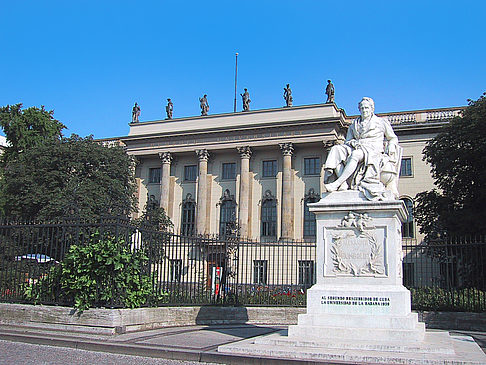 AL SEGUNDO DESCUBRIDOR DE CUBA
LA UNIVERSIDAD DE LA HABANA 1939